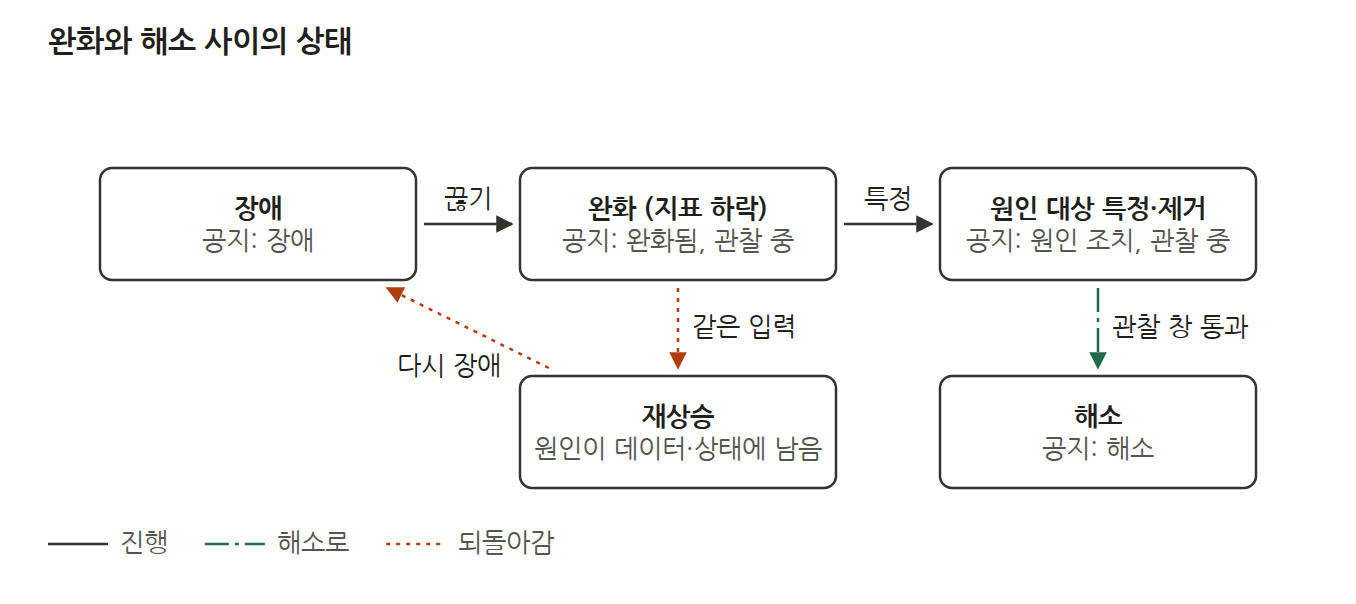 완화와 해소 사이의 상태
장애
공지: 장애
끊기
완화 (지표 하락)
공지: 완화됨, 관찰 중
특정
원인 대상 특정·제거
공지: 원인 조치, 관찰 중
다시 장애
같은 입력
관찰 창 통과
재상승
원인이 데이터·상태에 남음
해소
공지: 해소
진행
해소로
되돌아감